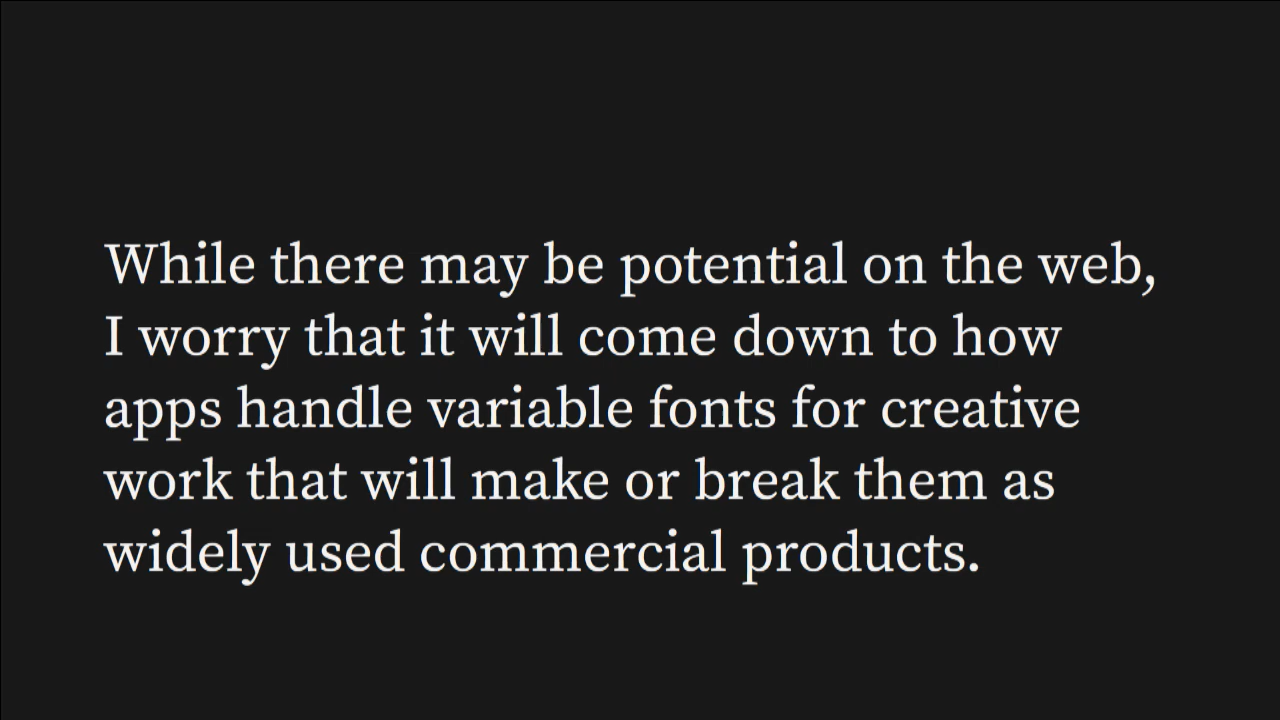 While there may be potential on the web,
I worry that it will come down to how
apps handle variable fonts for creative
work that will make or break them as
widely used commercial products.